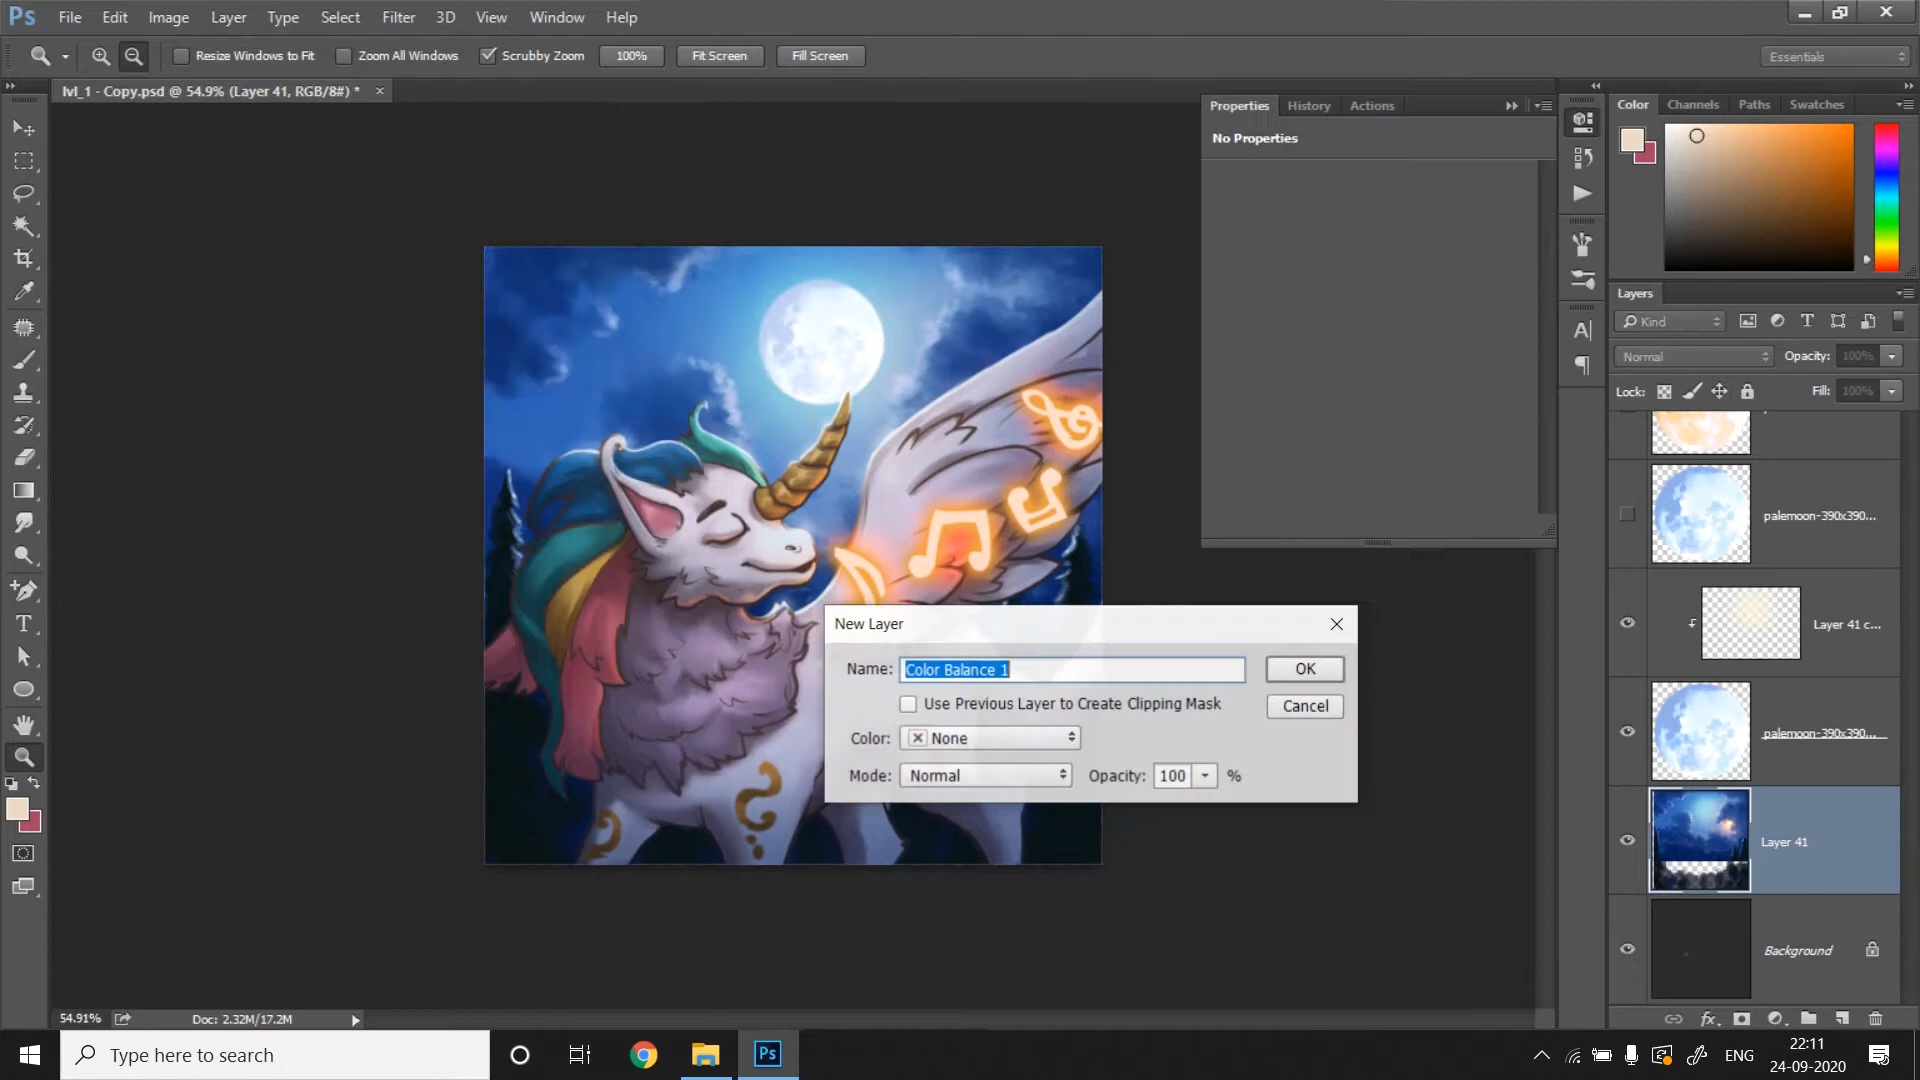 Ps File Edit Image Layer Type Select Filter 3D View Window Help
Resize Windows to Fit Zoom All Windows Scrubby Zoom 100% Fit Screen Fill Screen Essentials
lvl_1 - Copy.psd @ 54.9% (Layer 41, RGB/8#) *
Properties History Actions
No Properties
Color Channels Paths Swatches
Layers
Kind
Normal Opacity: 100%
Lock: Fill: 100%
palemoon-390x390...
Layer 41 c...
palemoon-390x390...
Layer 41
Background
New Layer
Name: Color Balance 1 OK
Use Previous Layer to Create Clipping Mask Cancel
Color: None
Mode: Normal Opacity: 100 %
54.91% Doc: 2.32M/17.2M
Type here to search
Ps
ENG
22:11
24-09-2020